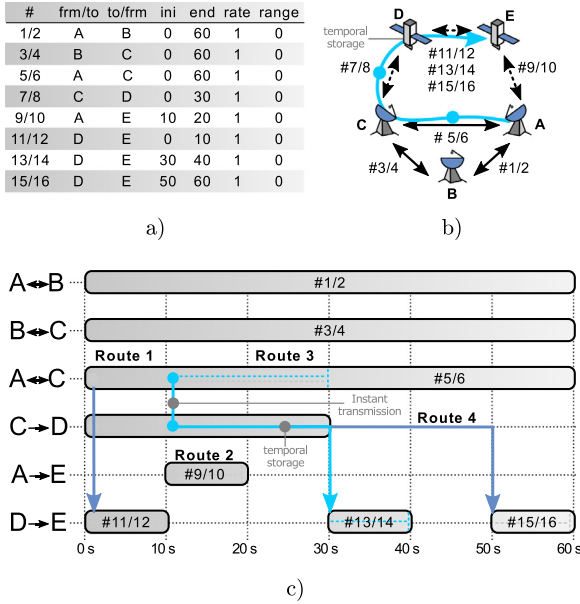 # frm/to to/frm ini end rate range
1/2 A B 0 60 1 0
3/4 B C 0 60 1 0
5/6 A C 0 60 1 0
7/8 C D 0 30 1 0
9/10 A E 10 20 1 0
11/12 D E 0 10 1 0
13/14 D E 30 40 1 0
15/16 D E 50 60 1 0
a)
D
E
temporal
storage
#11/12
#13/14
#15/16
#7/8
#9/10
C
A
# 5/6
#3/4
#1/2
B
b)
A↔B
#1/2
B↔C
#3/4
Route 1
Route 3
A↔C
#5/6
Instant
transmission
Route 4
C→D
temporal
storage
Route 2
A→E
#9/10
D→E
#11/12
#13/14
#15/16
0 s
10 s
20 s
30 s
40 s
50 s
60 s
c)